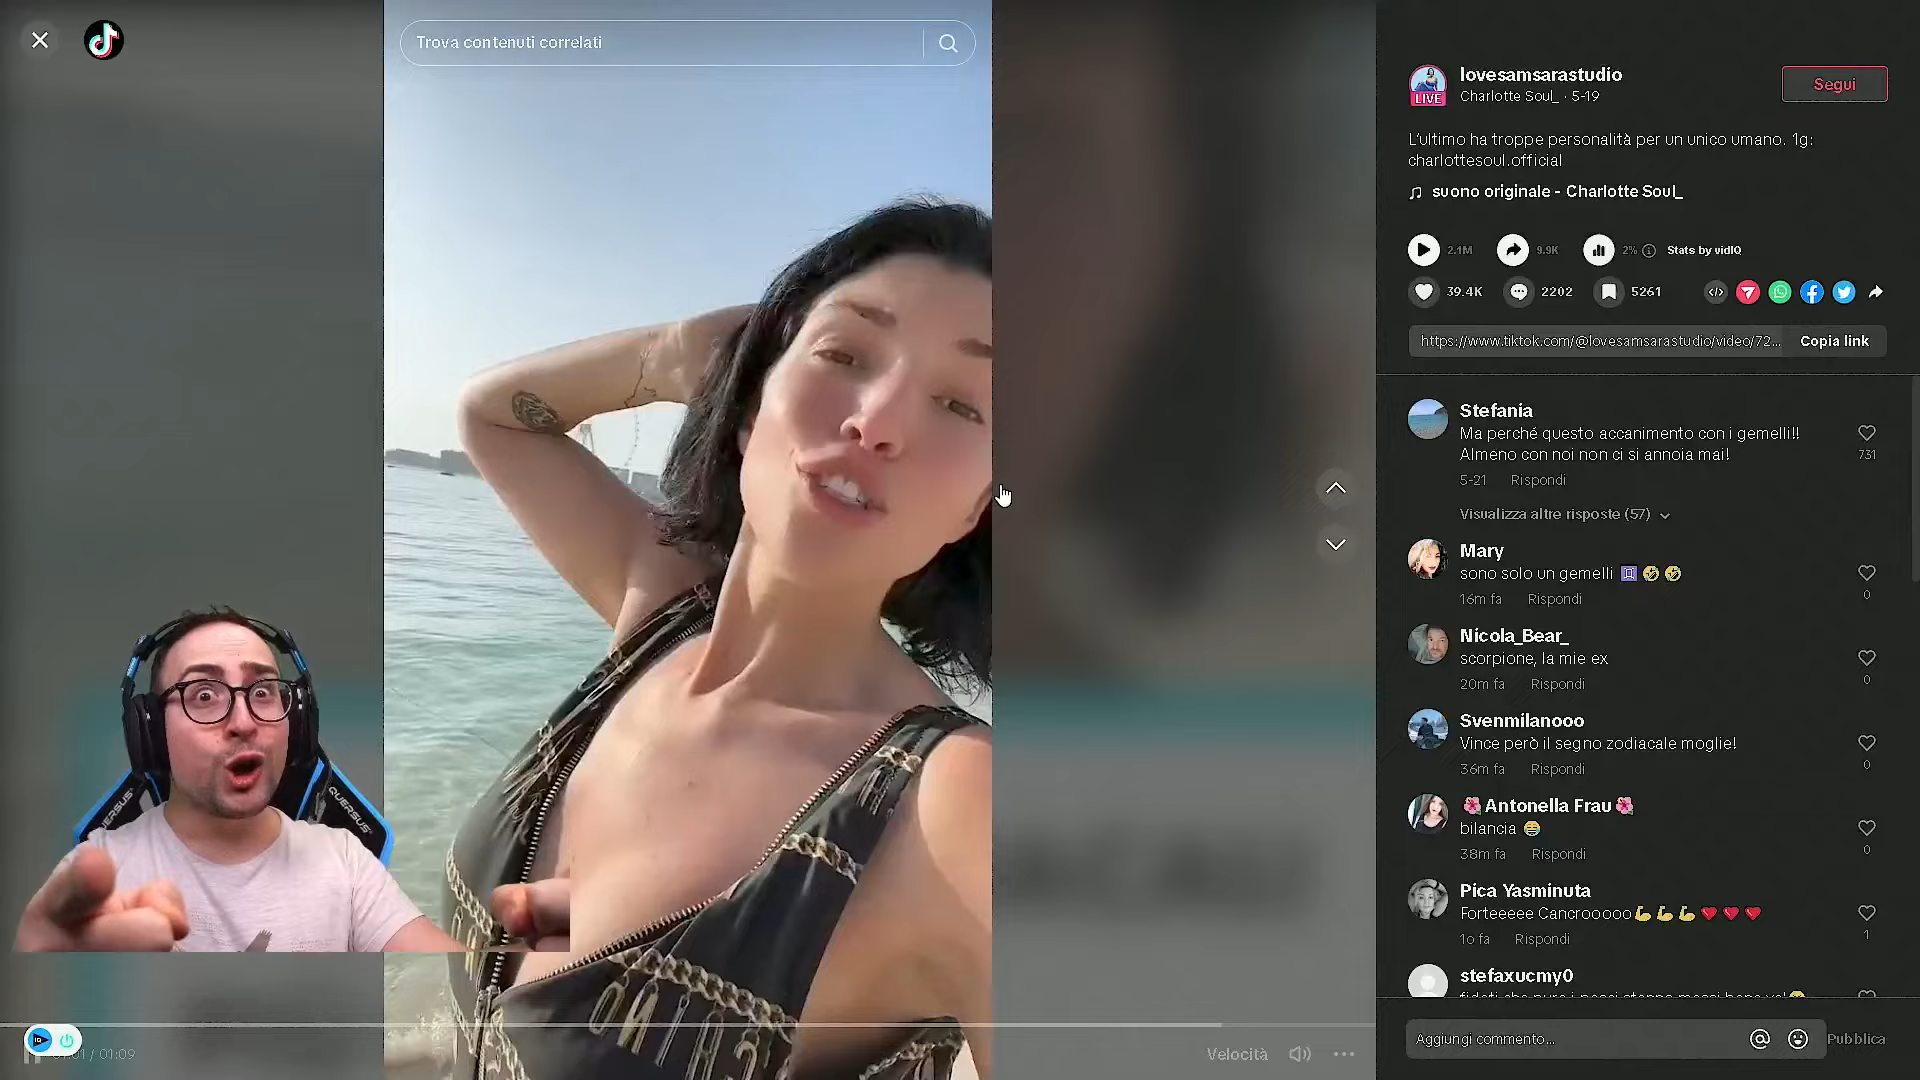 Trova contenuti correlati
LIVE
lovesamsarastudio
Charlotte Soul_ · 5-19
Segui
L'ultimo ha troppe personalità per un unico umano. 1g:
charlottesoul.official
suono originale - Charlotte Soul_
2.1M
9.9K
2%
Stats by vidIQ
39.4K
2202
5261
https://www.tiktok.com/@lovesamsarastudio/video/72...
Copia link
Stefania
Ma perché questo accanimento con i gemelli!!
Almeno con noi non ci si annoia mai!
731
5-21 Rispondi
Visualizza altre risposte (57)
Mary
sono solo un gemelli ♊ 🤣 🤣
0
16m fa Rispondi
Nicola_Bear_
scorpione, la mie ex
0
20m fa Rispondi
Svenmilanooo
Vince però il segno zodiacale moglie!
0
36m fa Rispondi
🌺 Antonella Frau 🌺
bilancia 😂
0
38m fa Rispondi
Pica Yasminuta
Forteeeee Cancrooooo💪💪💪❤️❤️❤️
1
1o fa Rispondi
stefaxucmy0
Aggiungi commento...
Pubblica
QUERSUS
QUERSUS
/ 01:09
Velocità